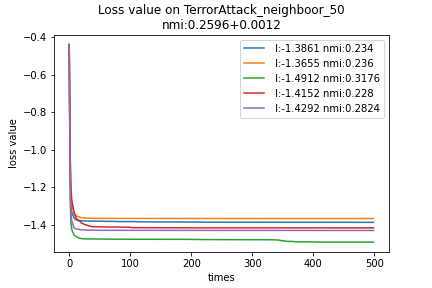 Loss value on TerrorAttack_neighboor_50
nmi:0.2596+0.0012
l:-1.3861 nmi:0.234
l:-1.3655 nmi:0.236
l:-1.4912 nmi:0.3176
l:-1.4152 nmi:0.228
l:-1.4292 nmi:0.2824
loss value
−0.4
−0.6
−0.8
−1.0
−1.2
−1.4
0 100 200 300 400 500
times